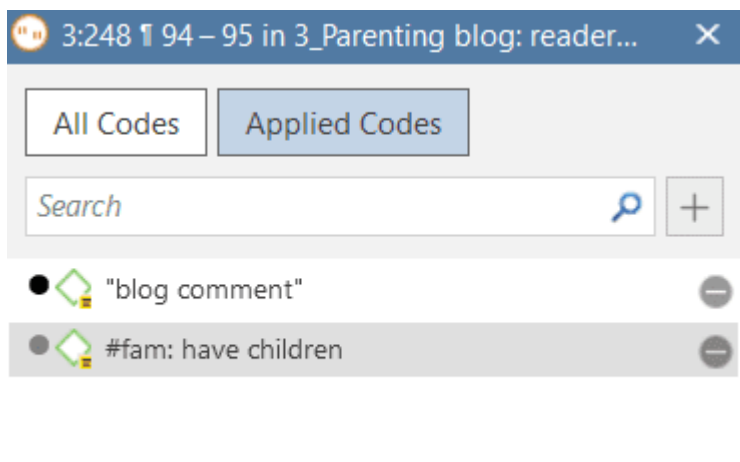 3:248 ¶ 94 – 95 in 3_Parenting blog: reader...
All Codes Applied Codes
Search
"blog comment"
#fam: have children